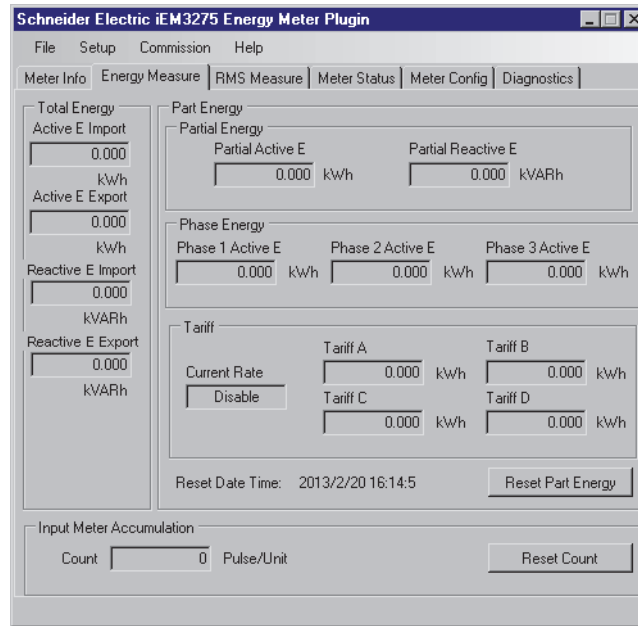 Schneider Electric iEM3275 Energy Meter Plugin
File Setup Commission Help
Meter Info Energy Measure RMS Measure Meter Status Meter Config Diagnostics
Total Energy
Active E Import
0.000
kWh
Active E Export
0.000
kWh
Reactive E Import
0.000
kVARh
Reactive E Export
0.000
kVARh
Part Energy
Partial Energy
Partial Active E Partial Reactive E
0.000 kWh 0.000 kVARh
Phase Energy
Phase 1 Active E Phase 2 Active E Phase 3 Active E
0.000 kWh 0.000 kWh 0.000 kWh
Tariff
Tariff A Tariff B
Current Rate 0.000 kWh 0.000 kWh
Disable Tariff C Tariff D
0.000 kWh 0.000 kWh
Reset Date Time: 2013/2/20 16:14:5 Reset Part Energy
Input Meter Accumulation
Count 0 Pulse/Unit Reset Count